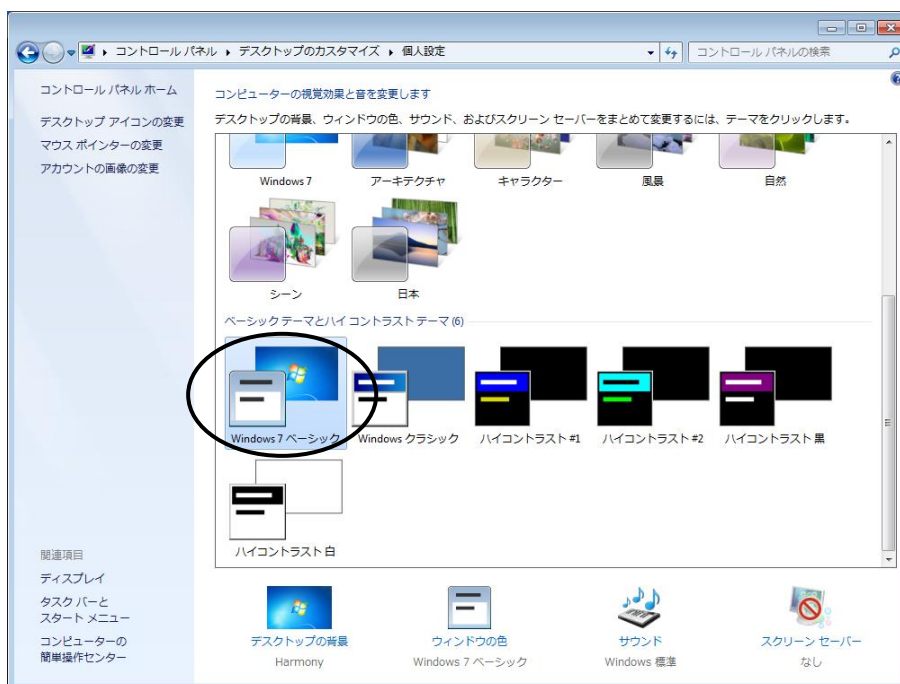 コントロール パネル ▸ デスクトップのカスタマイズ ▸ 個人設定
コントロール パネルの検索
コントロール パネル ホーム
デスクトップ アイコンの変更
マウス ポインターの変更
アカウントの画像の変更
コンピューターの視覚効果と音を変更します
デスクトップの背景、ウィンドウの色、サウンド、およびスクリーン セーバーをまとめて変更するには、テーマをクリックします。
Windows 7
アーキテクチャ
キャラクター
風景
自然
シーン
日本
ベーシック テーマとハイ コントラスト テーマ (6)
Windows 7 ベーシック
Windows クラシック
ハイコントラスト #1
ハイコントラスト #2
ハイコントラスト 黒
ハイコントラスト 白
関連項目
ディスプレイ
タスク バーと
スタート メニュー
コンピューターの
簡単操作センター
デスクトップの背景
Harmony
ウィンドウの色
Windows 7 ベーシック
サウンド
Windows 標準
スクリーン セーバー
なし